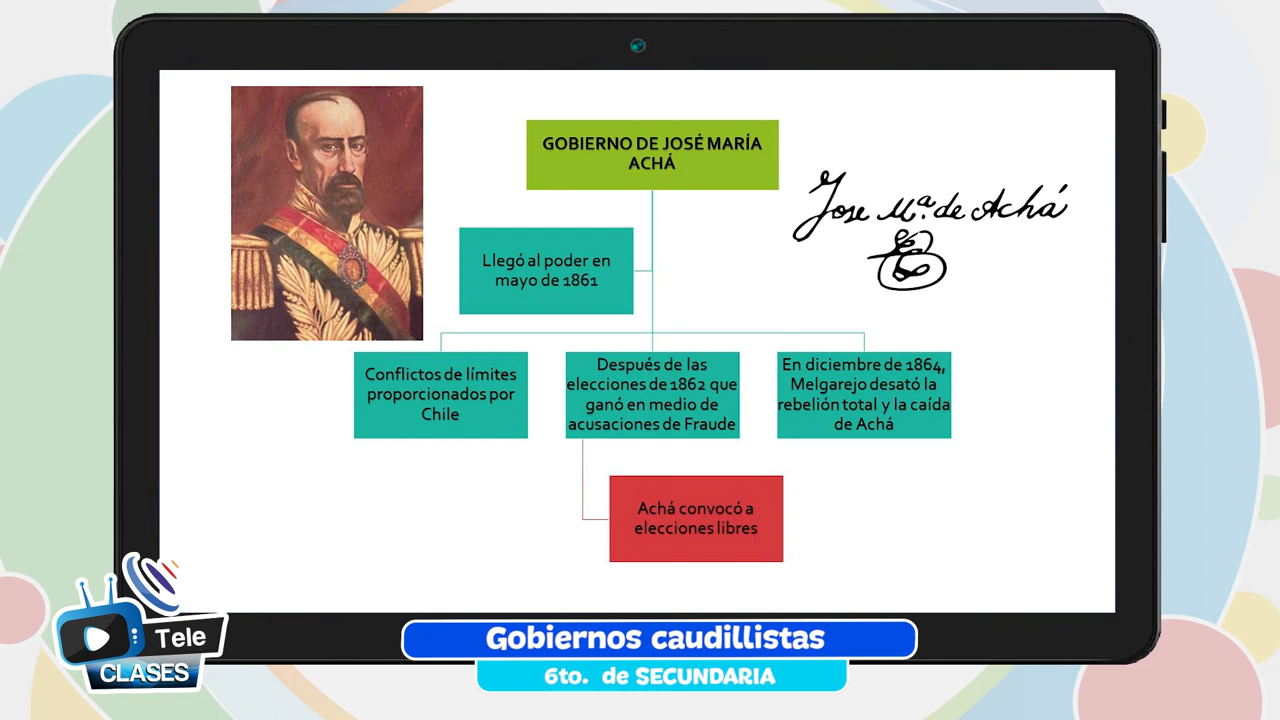 GOBIERNO DE JOSÉ MARÍA
ACHÁ
Jose Mª. de Achá
Llegó al poder en
mayo de 1861
Conflictos de límites
proporcionados por
Chile
Después de las
elecciones de 1862 que
ganó en medio de
acusaciones de Fraude
En diciembre de 1864,
Melgarejo desató la
rebelión total y la caída
de Achá
Achá convocó a
elecciones libres
Tele
CLASES
Gobiernos caudillistas
6to. de SECUNDARIA